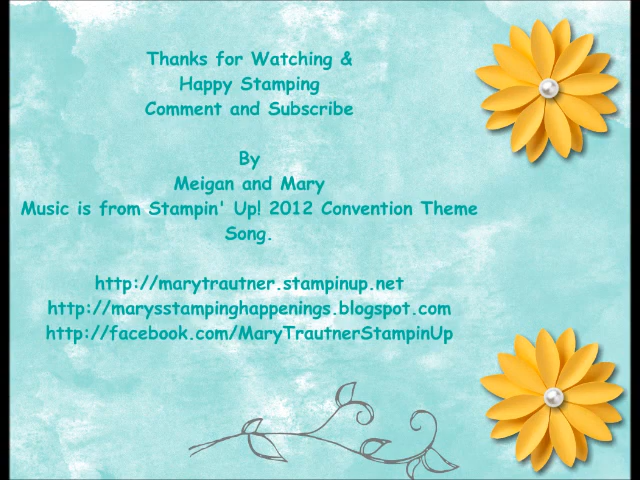 Thanks for Watching &
Happy Stamping
Comment and Subscribe
By
Meigan and Mary
Music is from Stampin' Up! 2012 Convention Theme
Song.
http://marytrautner.stampinup.net
http://marysstampinghappenings.blogspot.com
http://facebook.com/MaryTrautnerStampinUp